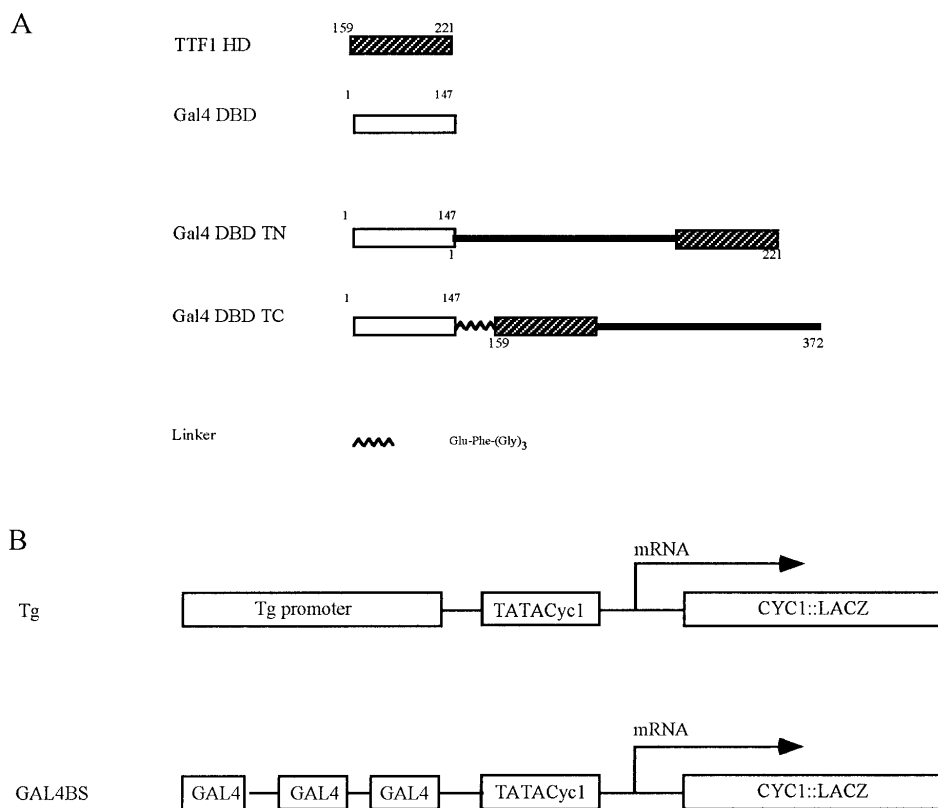 A
159 221
TTF1 HD
1 147
Gal4 DBD
1 147
Gal4 DBD TN
1 221
1 147
Gal4 DBD TC
159 372
Linker Glu-Phe-(Gly)3
B
mRNA
Tg Tg promoter TATACyc1 CYC1::LACZ
mRNA
GAL4BS GAL4 GAL4 GAL4 TATACyc1 CYC1::LACZ